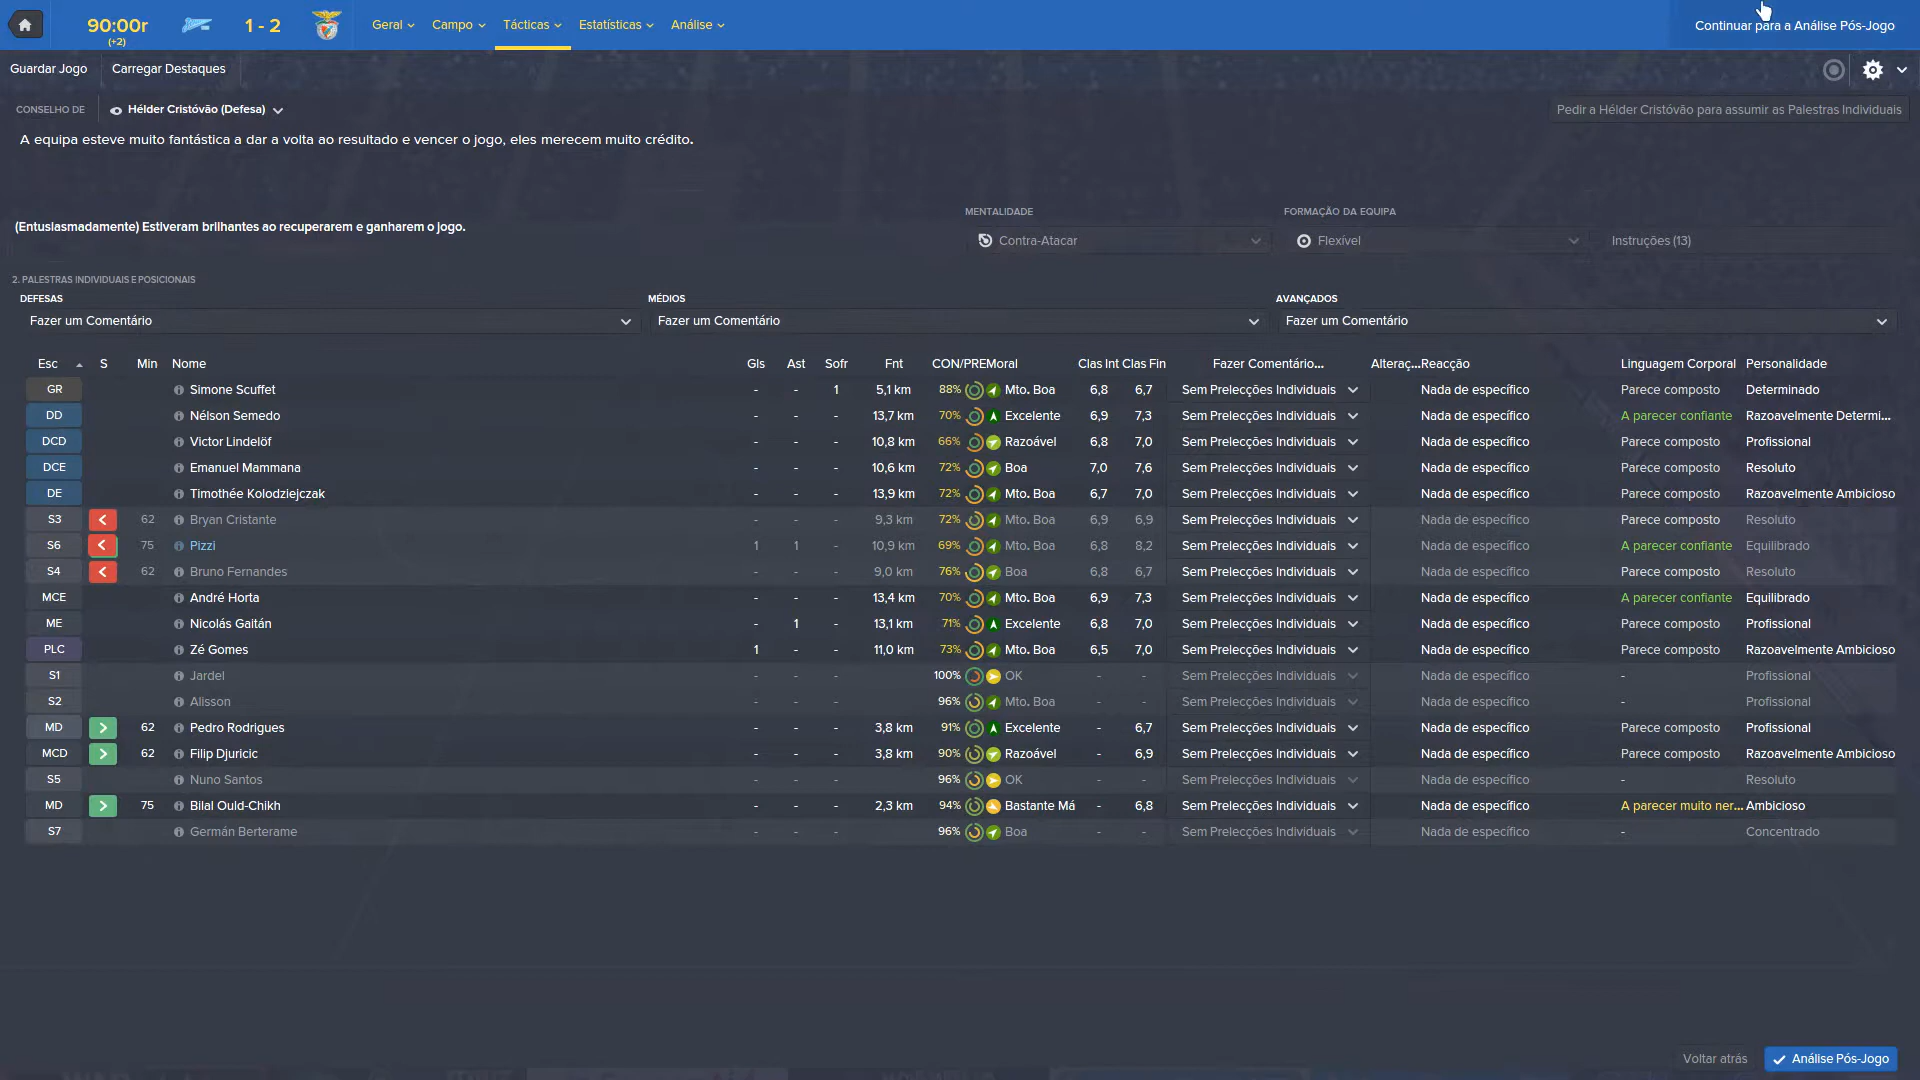 90:00r
(+2)
1 - 2
Geral
Campo
Tácticas
Estatísticas
Análise
Continuar para a Análise Pós-Jogo
Guardar Jogo
Carregar Destaques
CONSELHO DE
Hélder Cristóvão (Defesa)
Pedir a Hélder Cristóvão para assumir as Palestras Individuais
A equipa esteve muito fantástica a dar a volta ao resultado e vencer o jogo, eles merecem muito crédito.
MENTALIDADE
FORMAÇÃO DA EQUIPA
(Entusiasmadamente) Estiveram brilhantes ao recuperarem e ganharem o jogo.
Contra-Atacar
Flexível
Instruções (13)
2. PALESTRAS INDIVIDUAIS E POSICIONAIS
DEFESAS
MÉDIOS
AVANÇADOS
Fazer um Comentário
Fazer um Comentário
Fazer um Comentário
Esc S Min Nome Gls Ast Sofr Fnt CON/PREMoral Clas Int Clas Fin Fazer Comentário... Alteraç...Reacção Linguagem Corporal Personalidade
GR Simone Scuffet - - 1 5,1 km 88% Mto. Boa 6,8 6,7 Sem Prelecções Individuais Nada de específico Parece composto Determinado
DD Nélson Semedo - - - 13,7 km 70% Excelente 6,9 7,3 Sem Prelecções Individuais Nada de específico A parecer confiante Razoavelmente Determi...
DCD Victor Lindelöf - - - 10,8 km 66% Razoável 6,8 7,0 Sem Prelecções Individuais Nada de específico Parece composto Profissional
DCE Emanuel Mammana - - - 10,6 km 72% Boa 7,0 7,6 Sem Prelecções Individuais Nada de específico Parece composto Resoluto
DE Timothée Kolodziejczak - - - 13,9 km 72% Mto. Boa 6,7 7,0 Sem Prelecções Individuais Nada de específico Parece composto Razoavelmente Ambicioso
S3 62 Bryan Cristante - - - 9,3 km 72% Mto. Boa 6,9 6,9 Sem Prelecções Individuais Nada de específico Parece composto Resoluto
S6 75 Pizzi 1 1 - 10,9 km 69% Mto. Boa 6,8 8,2 Sem Prelecções Individuais Nada de específico A parecer confiante Equilibrado
S4 62 Bruno Fernandes - - - 9,0 km 76% Boa 6,8 6,7 Sem Prelecções Individuais Nada de específico Parece composto Resoluto
MCE André Horta - - - 13,4 km 70% Mto. Boa 6,9 7,3 Sem Prelecções Individuais Nada de específico A parecer confiante Equilibrado
ME Nicolás Gaitán - 1 - 13,1 km 71% Excelente 6,8 7,0 Sem Prelecções Individuais Nada de específico Parece composto Profissional
PLC Zé Gomes 1 - - 11,0 km 73% Mto. Boa 6,5 7,0 Sem Prelecções Individuais Nada de específico Parece composto Razoavelmente Ambicioso
S1 Jardel - - - 100% OK - - Sem Prelecções Individuais Nada de específico - Profissional
S2 Alisson - - - 96% Mto. Boa - - Sem Prelecções Individuais Nada de específico - Profissional
MD 62 Pedro Rodrigues - - - 3,8 km 91% Excelente - 6,7 Sem Prelecções Individuais Nada de específico Parece composto Profissional
MCD 62 Filip Djuricic - - - 3,8 km 90% Razoável - 6,9 Sem Prelecções Individuais Nada de específico Parece composto Razoavelmente Ambicioso
S5 Nuno Santos - - - 96% OK - - Sem Prelecções Individuais Nada de específico - Resoluto
MD 75 Bilal Ould-Chikh - - - 2,3 km 94% Bastante Má - 6,8 Sem Prelecções Individuais Nada de específico A parecer muito ner... Ambicioso
S7 Germán Berterame - - - 96% Boa - - Sem Prelecções Individuais Nada de específico - Concentrado
Voltar atrás
Análise Pós-Jogo